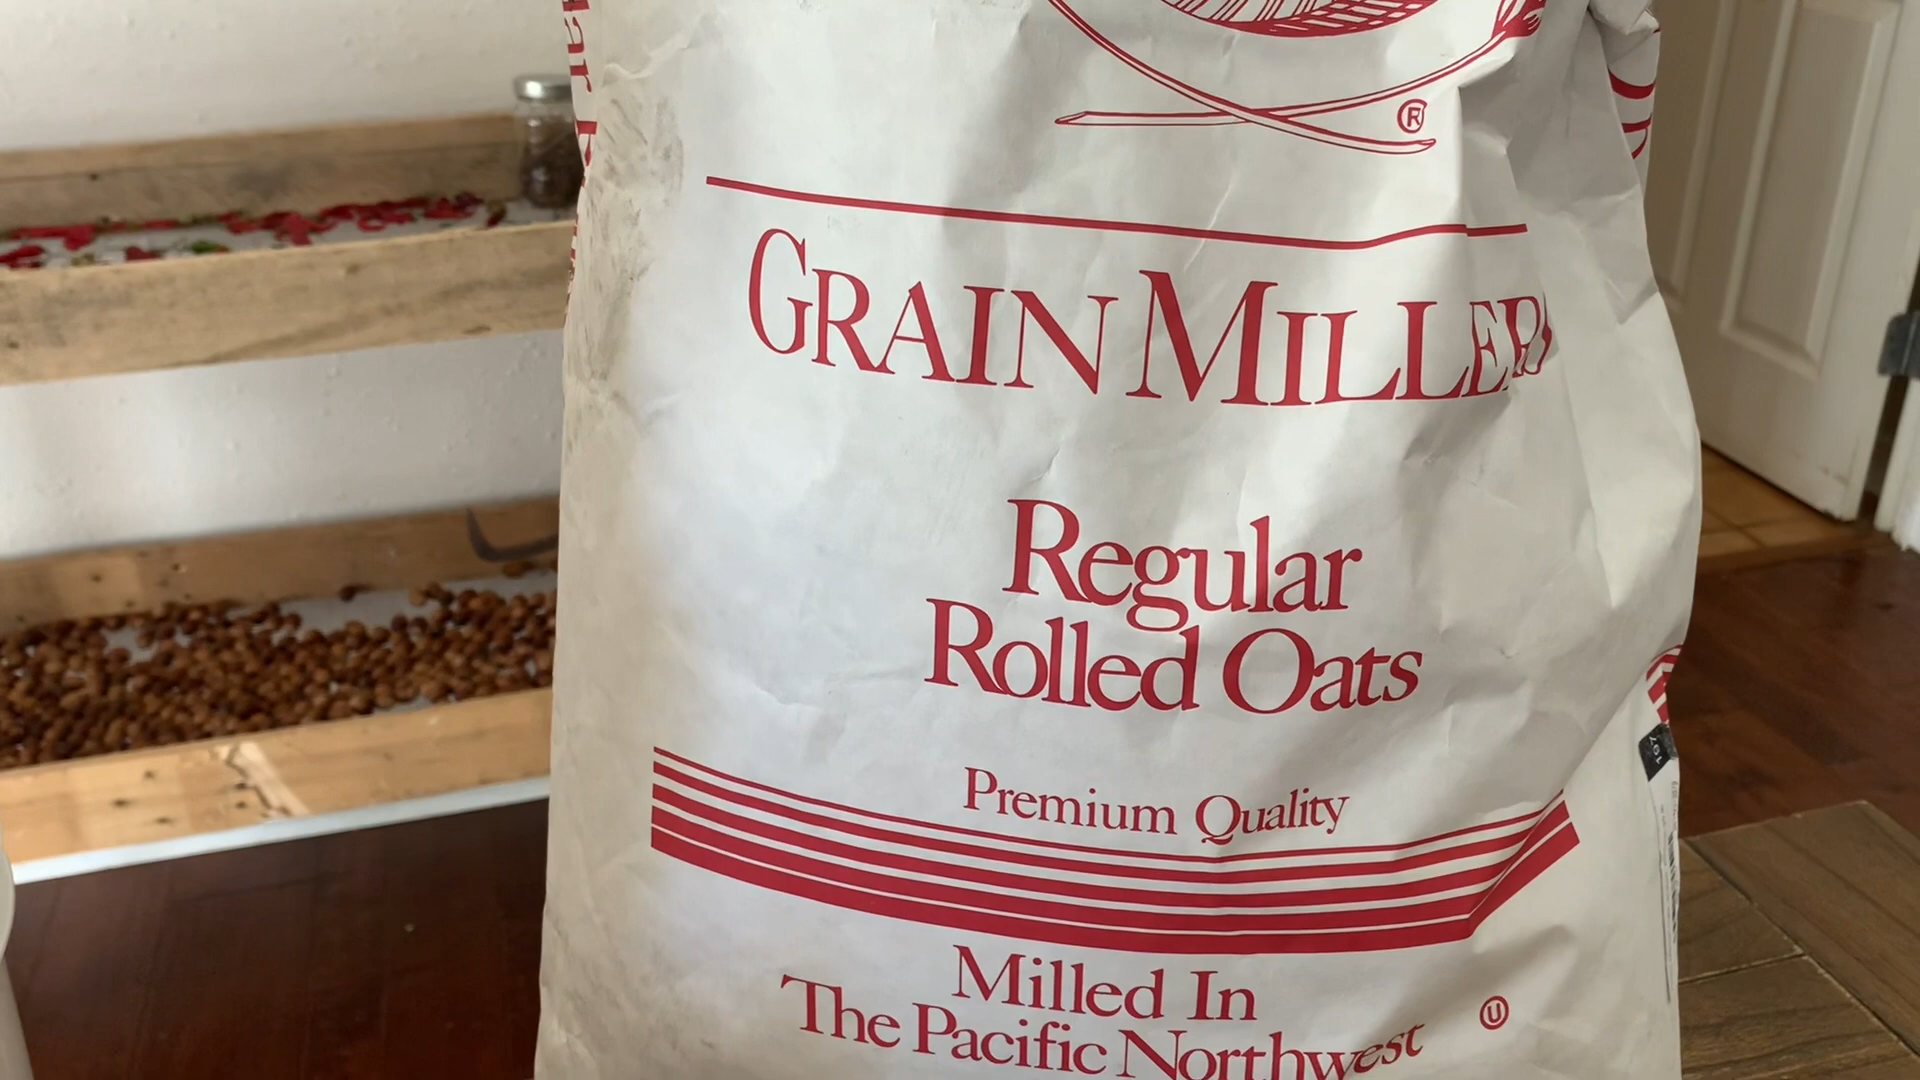 ®
GRAIN MILLER
Regular
Rolled Oats
Premium Quality
Milled In
The Pacific Northwest
U